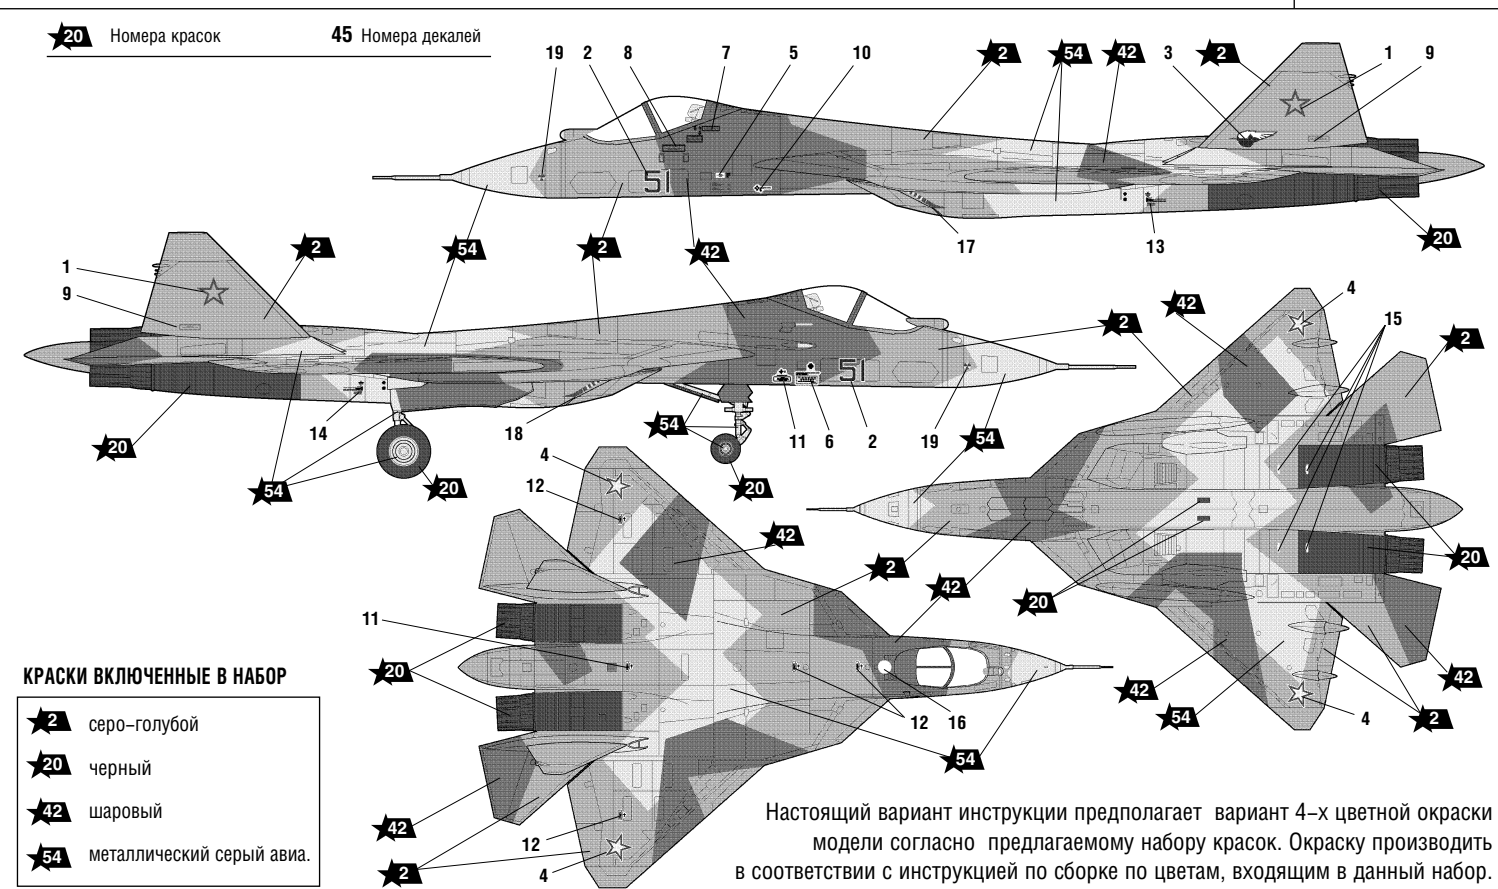 20 Номера красок 45 Номера декалей
19 2 8 7 5 10 2 54 42 3 2 1 9
51
17 13 20
1 2 54 2 42
9
42 4
2 15 2
51
14 18 11 6 2 19 54
20 54
54 20 20
4
12
42
2
42
20
20
11
20
12 16
54
42
54
4
2
42
42
12
2
4
КРАСКИ ВКЛЮЧЕННЫЕ В НАБОР
2 серо–голубой
20 черный
42 шаровый
54 металлический серый авиа.
Настоящий вариант инструкции предполагает вариант 4–х цветной окраски
модели согласно предлагаемому набору красок. Окраску производить
в соответствии с инструкцией по сборке по цветам, входящим в данный набор.